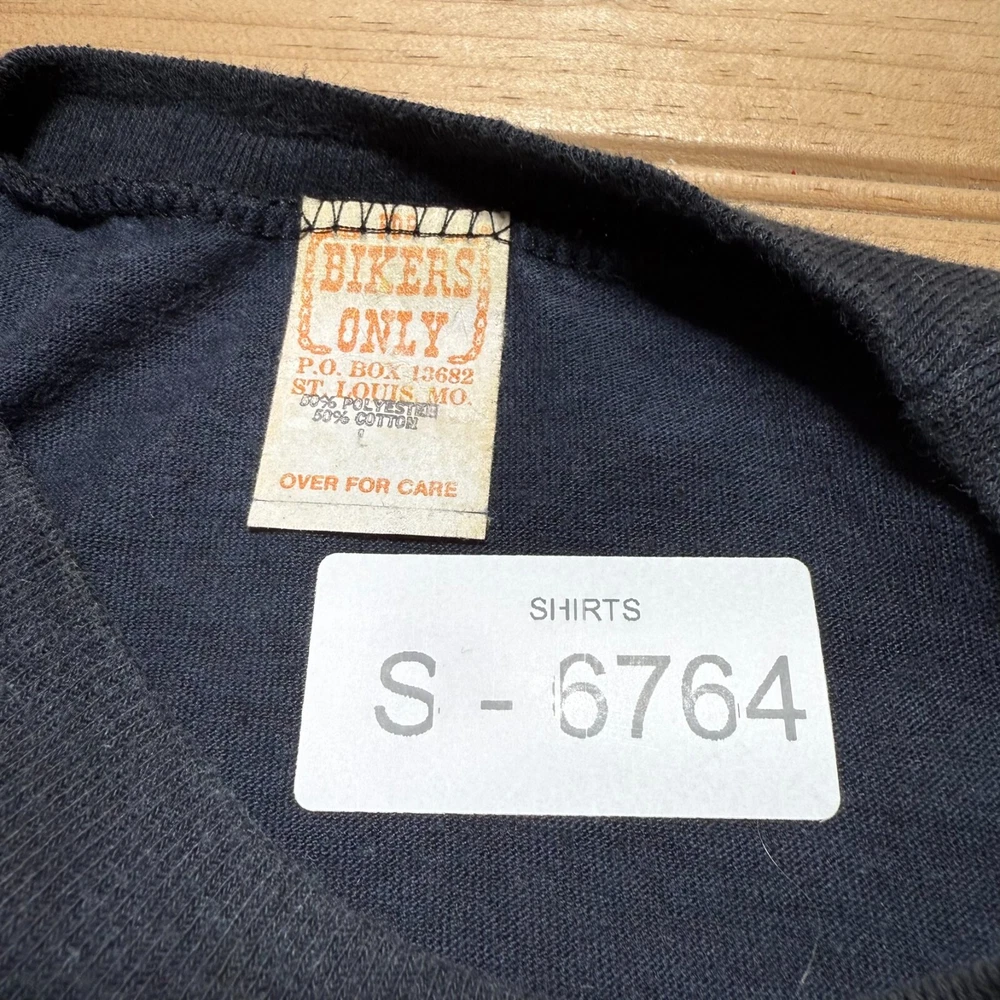 BIKERS
ONLY
P.O. BOX 13682
ST. LOUIS, MO.
50% POLYESTER
50% COTTON
L
OVER FOR CARE
SHIRTS
S - 6764